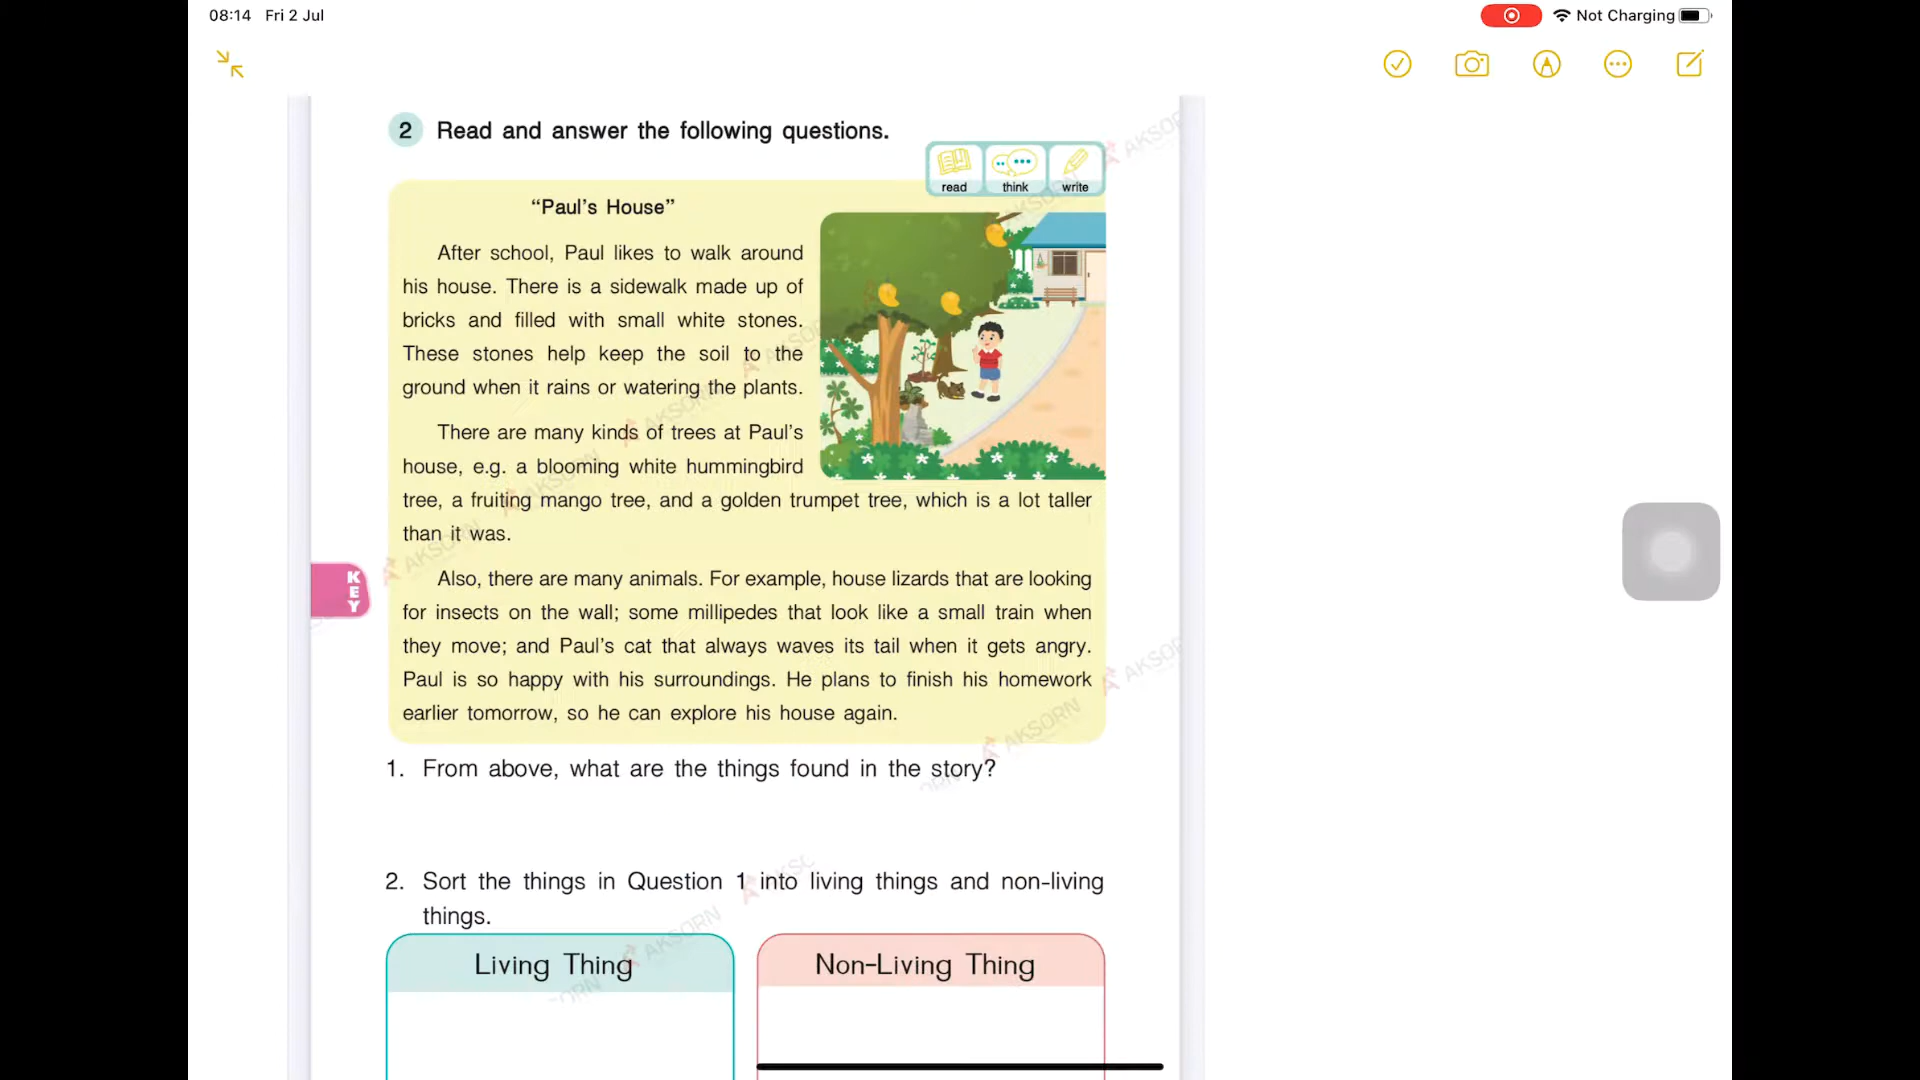 08:14 Fri 2 Jul
Not Charging
2 Read and answer the following questions.
read think write
“Paul’s House”
After school, Paul likes to walk around
his house. There is a sidewalk made up of
bricks and filled with small white stones.
These stones help keep the soil to the
ground when it rains or watering the plants.
There are many kinds of trees at Paul’s
house, e.g. a blooming white hummingbird
tree, a fruiting mango tree, and a golden trumpet tree, which is a lot taller
than it was.
Also, there are many animals. For example, house lizards that are looking
for insects on the wall; some millipedes that look like a small train when
they move; and Paul’s cat that always waves its tail when it gets angry.
Paul is so happy with his surroundings. He plans to finish his homework
earlier tomorrow, so he can explore his house again.
KEY
1. From above, what are the things found in the story?
2. Sort the things in Question 1 into living things and non-living
things.
Living Thing
Non-Living Thing
AKSORN